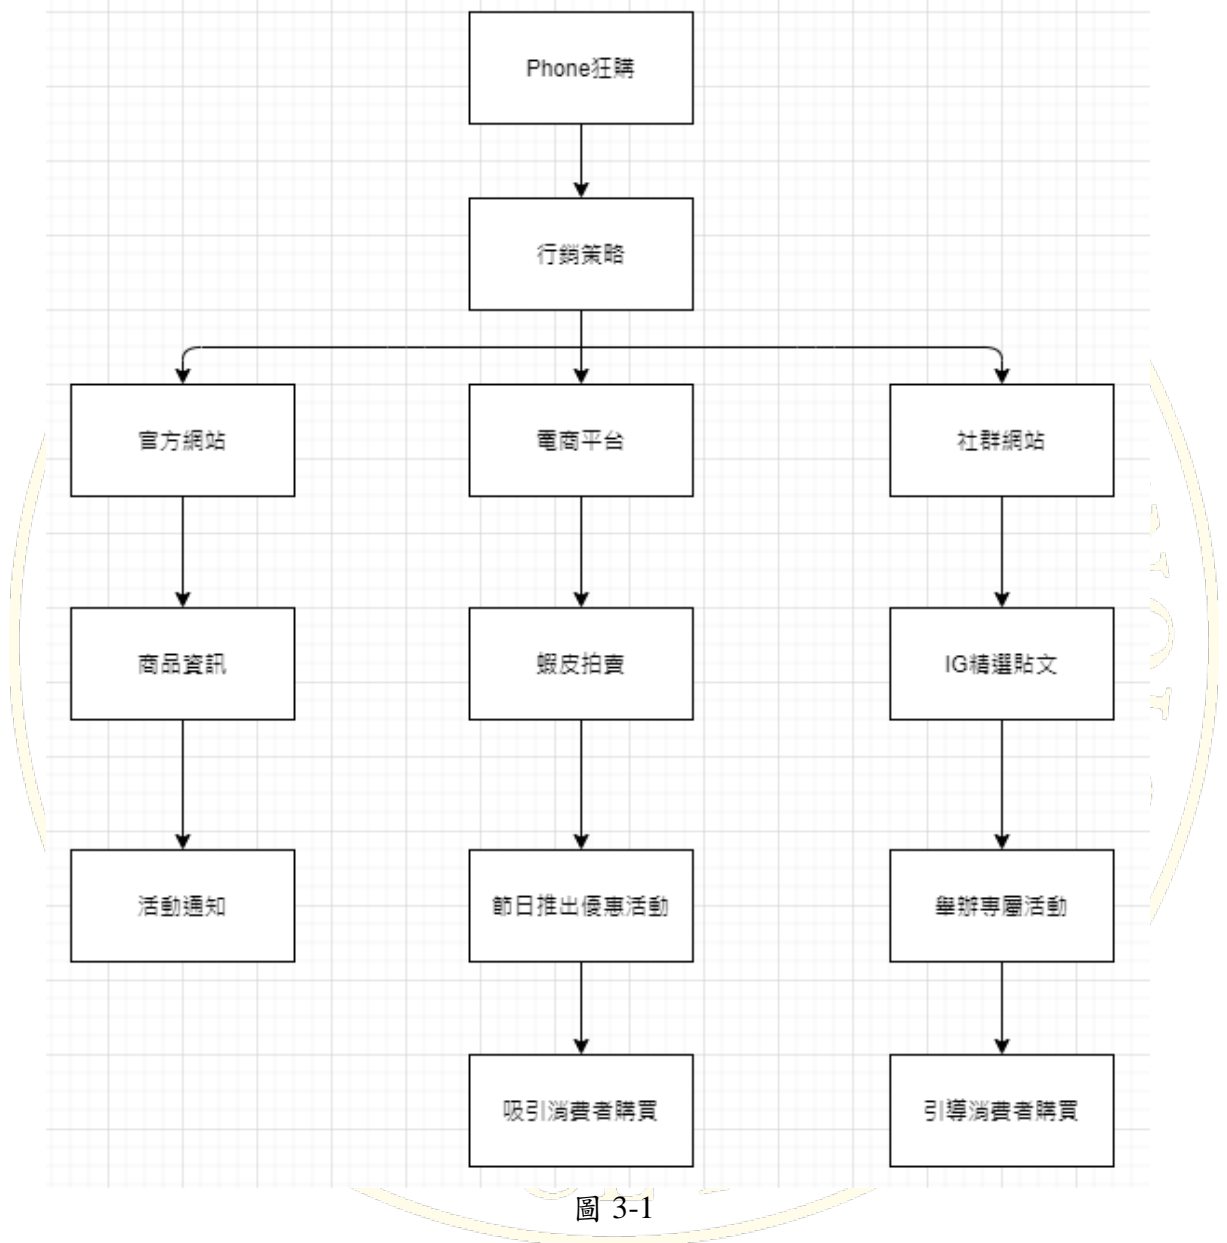 Phone狂購
行銷策略
官方網站
電商平台
社群網站
商品資訊
蝦皮拍賣
IG精選貼文
活動通知
節日推出優惠活動
舉辦專屬活動
吸引消費者購買
引導消費者購買
圖 3-1